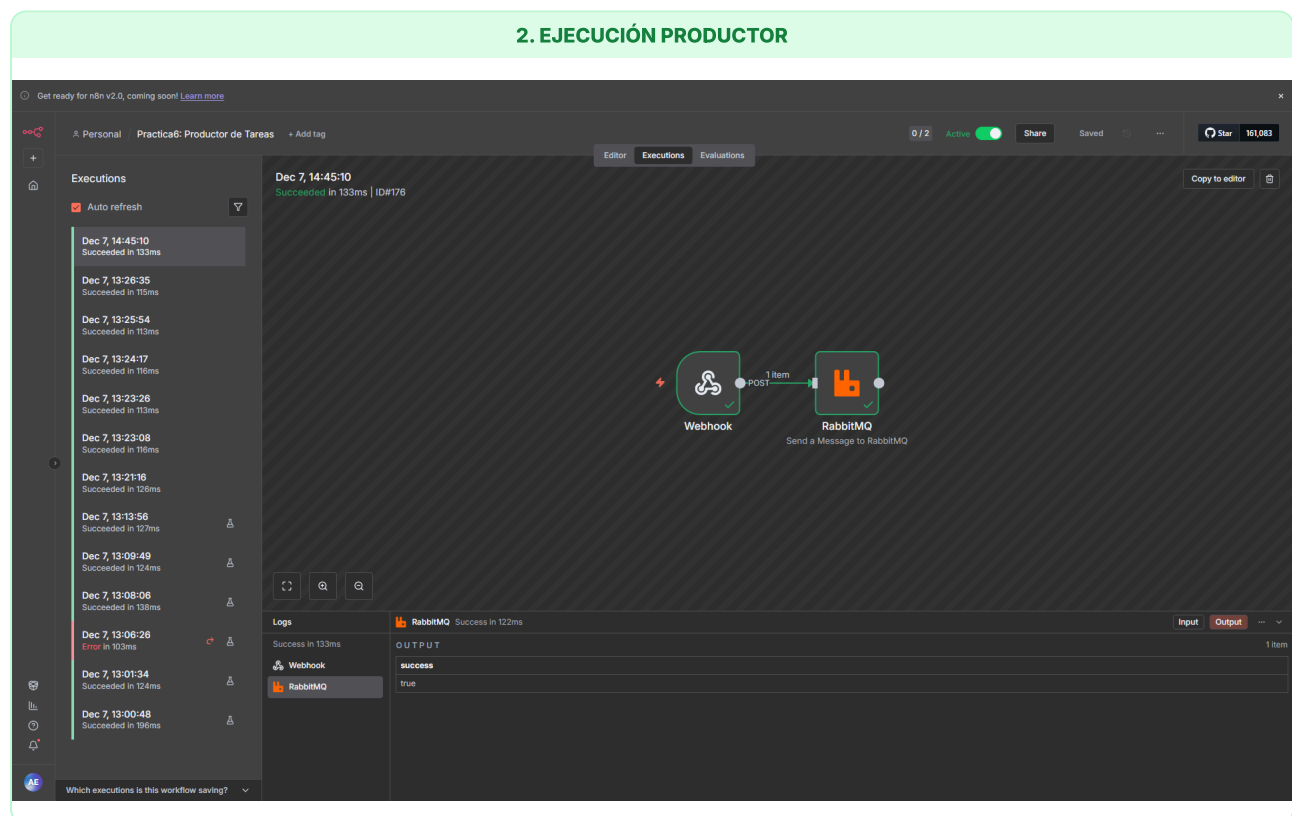 2. EJECUCIÓN PRODUCTOR
Get ready for n8n v2.0, coming soon! Learn more
Personal / Practica6: Productor de Tareas + Add tag
0 / 2 Active Share Saved ... Star 161,083
Editor Executions Evaluations
Executions
Auto refresh
Dec 7, 14:45:10
Succeeded in 133ms
Dec 7, 13:26:35
Succeeded in 115ms
Dec 7, 13:25:54
Succeeded in 113ms
Dec 7, 13:24:17
Succeeded in 116ms
Dec 7, 13:23:26
Succeeded in 113ms
Dec 7, 13:23:08
Succeeded in 116ms
Dec 7, 13:21:16
Succeeded in 126ms
Dec 7, 13:13:56
Succeeded in 127ms
Dec 7, 13:09:49
Succeeded in 124ms
Dec 7, 13:08:06
Succeeded in 138ms
Dec 7, 13:06:26
Error in 103ms
Dec 7, 13:01:34
Succeeded in 124ms
Dec 7, 13:00:48
Succeeded in 196ms
Which executions is this workflow saving?
AE
Dec 7, 14:45:10
Succeeded in 133ms | ID#176
Copy to editor
1 item
POST
Webhook
RabbitMQ
Send a Message to RabbitMQ
Logs
Success in 133ms
Webhook
RabbitMQ
RabbitMQ Success in 122ms
Input Output ...
OUTPUT
1 item
success
true